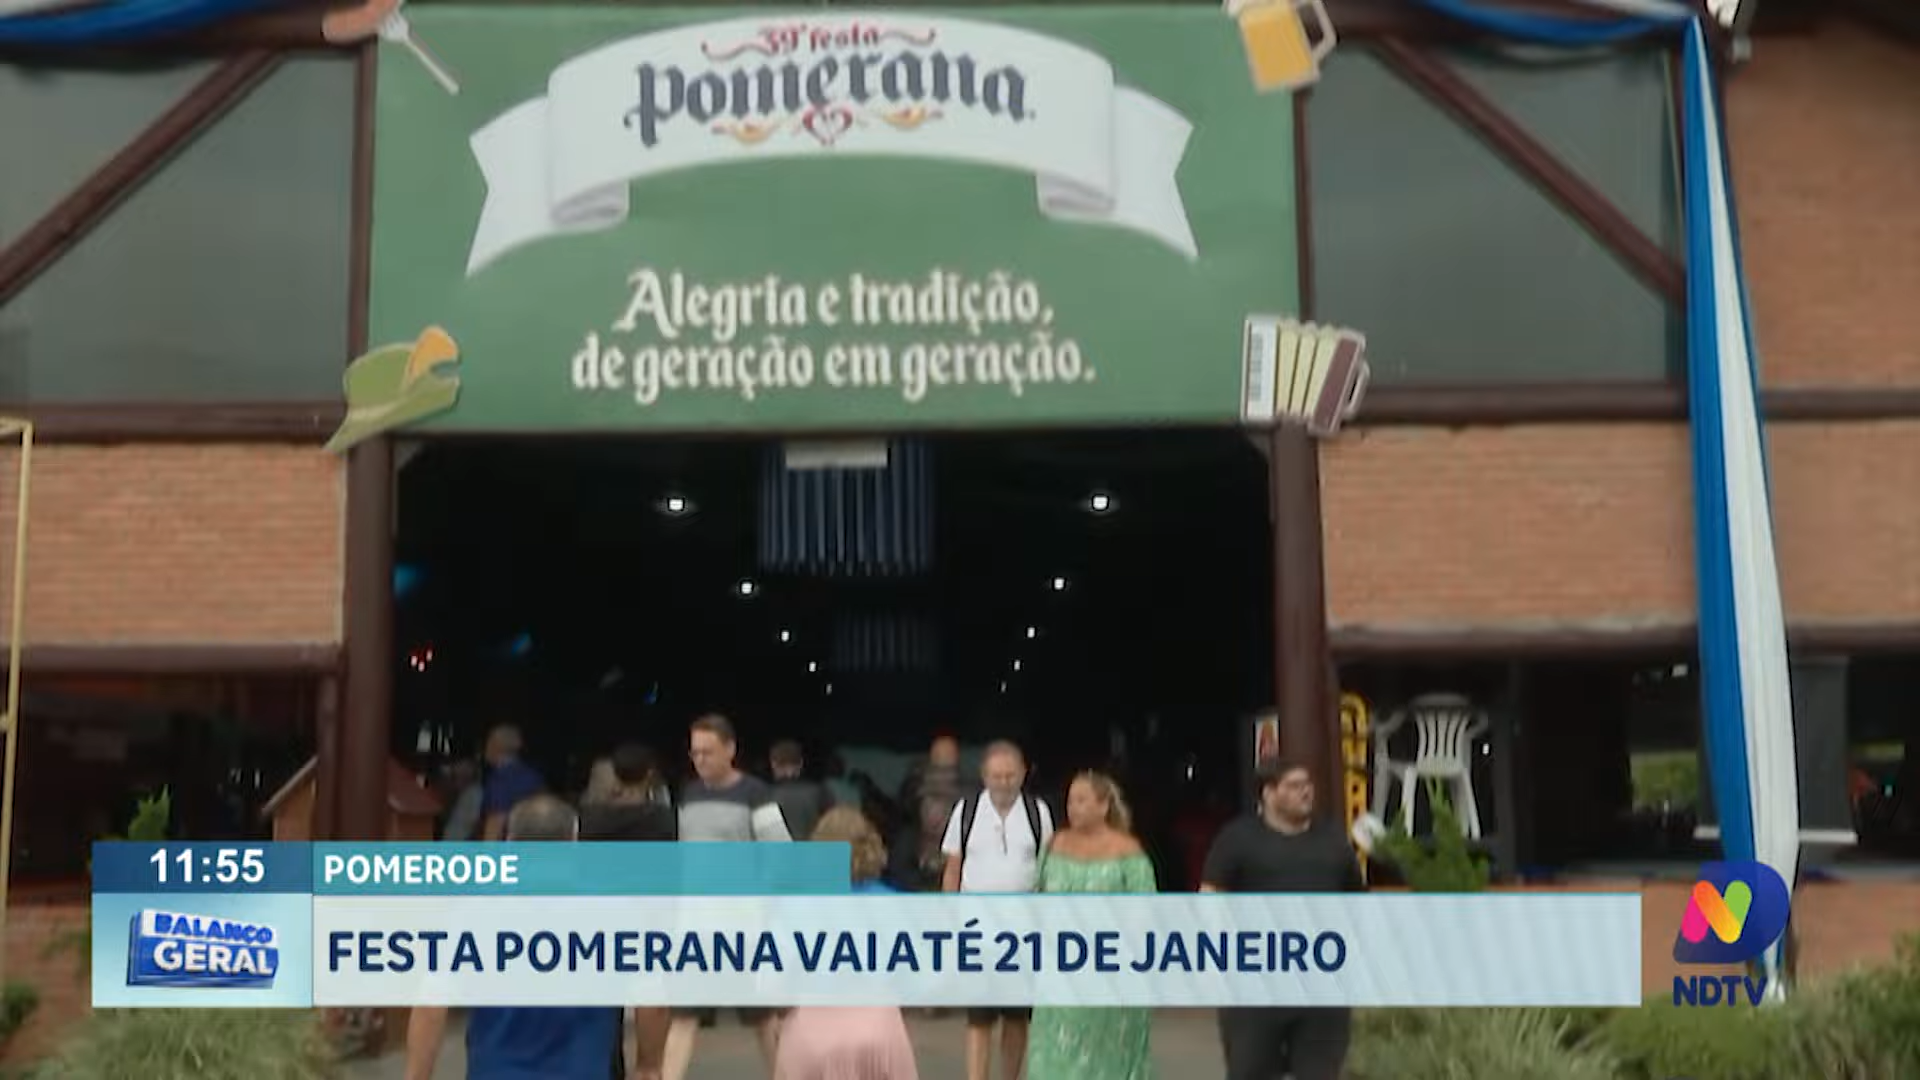 39ª festa
Pomerana
Alegria e tradição,
de geração em geração.
11:55
POMERODE
BALANÇO
GERAL
FESTA POMERANA VAI ATÉ 21 DE JANEIRO
NDTV